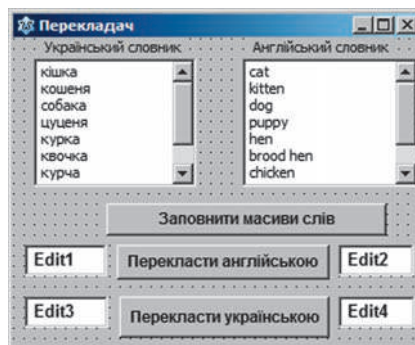 Перекладач
Український словник
Англійський словник
кішка
кошеня
собака
цуценя
курка
квочка
курча
cat
kitten
dog
puppy
hen
brood hen
chicken
Заповнити масиви слів
Edit1
Перекласти англійською
Edit2
Edit3
Перекласти українською
Edit4